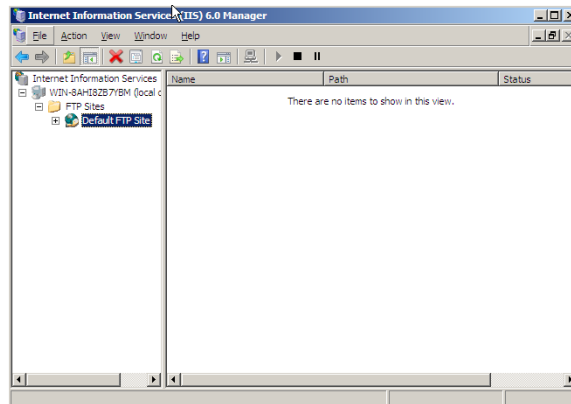 Internet Information Services (IIS) 6.0 Manager
File Action View Window Help
Internet Information Services
WIN-8AHI8ZB7YBM (local c
FTP Sites
Default FTP Site
Name Path Status
There are no items to show in this view.